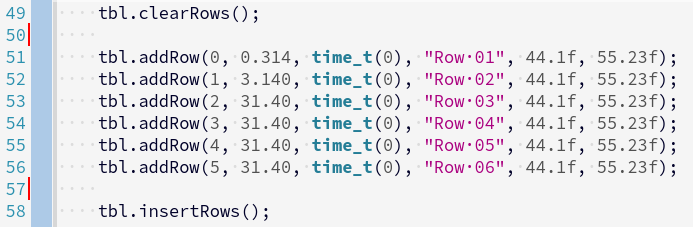 49 tbl.clearRows();
50
51 tbl.addRow(0, 0.314, time_t(0), "Row·01", 44.1f, 55.23f);
52 tbl.addRow(1, 3.140, time_t(0), "Row·02", 44.1f, 55.23f);
53 tbl.addRow(2, 31.40, time_t(0), "Row·03", 44.1f, 55.23f);
54 tbl.addRow(3, 31.40, time_t(0), "Row·04", 44.1f, 55.23f);
55 tbl.addRow(4, 31.40, time_t(0), "Row·05", 44.1f, 55.23f);
56 tbl.addRow(5, 31.40, time_t(0), "Row·06", 44.1f, 55.23f);
57
58 tbl.insertRows();